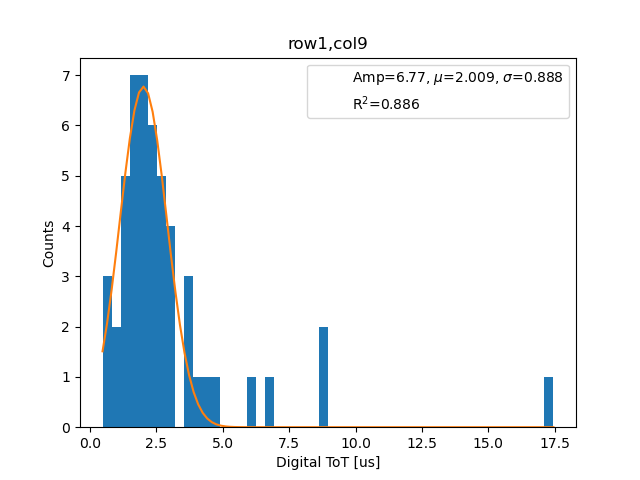 row1,col9
Amp=6.77, μ=2.009, σ=0.888
R²=0.886
7
6
5
4
3
2
1
0
Counts
0.0 2.5 5.0 7.5 10.0 12.5 15.0 17.5
Digital ToT [us]